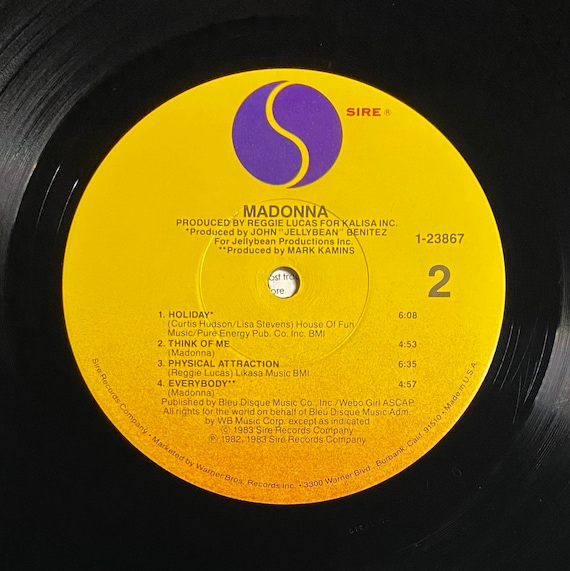 SIRE ®
MADONNA
PRODUCED BY REGGIE LUCAS FOR KALISA INC.
*Produced by JOHN "JELLYBEAN" BENITEZ
For Jellybean Productions Inc.
**Produced by MARK KAMINS
1-23867
2
ore
1. HOLIDAY* 6:08
(Curtis Hudson/Lisa Stevens) House Of Fun
Music/Pure Energy Pub. Co. Inc. BMI
2. THINK OF ME 4:53
(Madonna)
3. PHYSICAL ATTRACTION 6:35
(Reggie Lucas) Likasa Music BMI
4. EVERYBODY** 4:57
(Madonna)
Published by Bleu Disque Music Co., Inc./Webo Girl ASCAP
All rights for the world on behalf of Bleu Disque Music Adm.
by WB Music Corp. except as indicated
© 1983 Sire Records Company
℗ 1982, 1983 Sire Records Company
Sire Records Company • Marketed by Warner Bros. Records Inc. • 3300 Warner Blvd., Burbank, Calif. 91510 • Made in U.S.A.